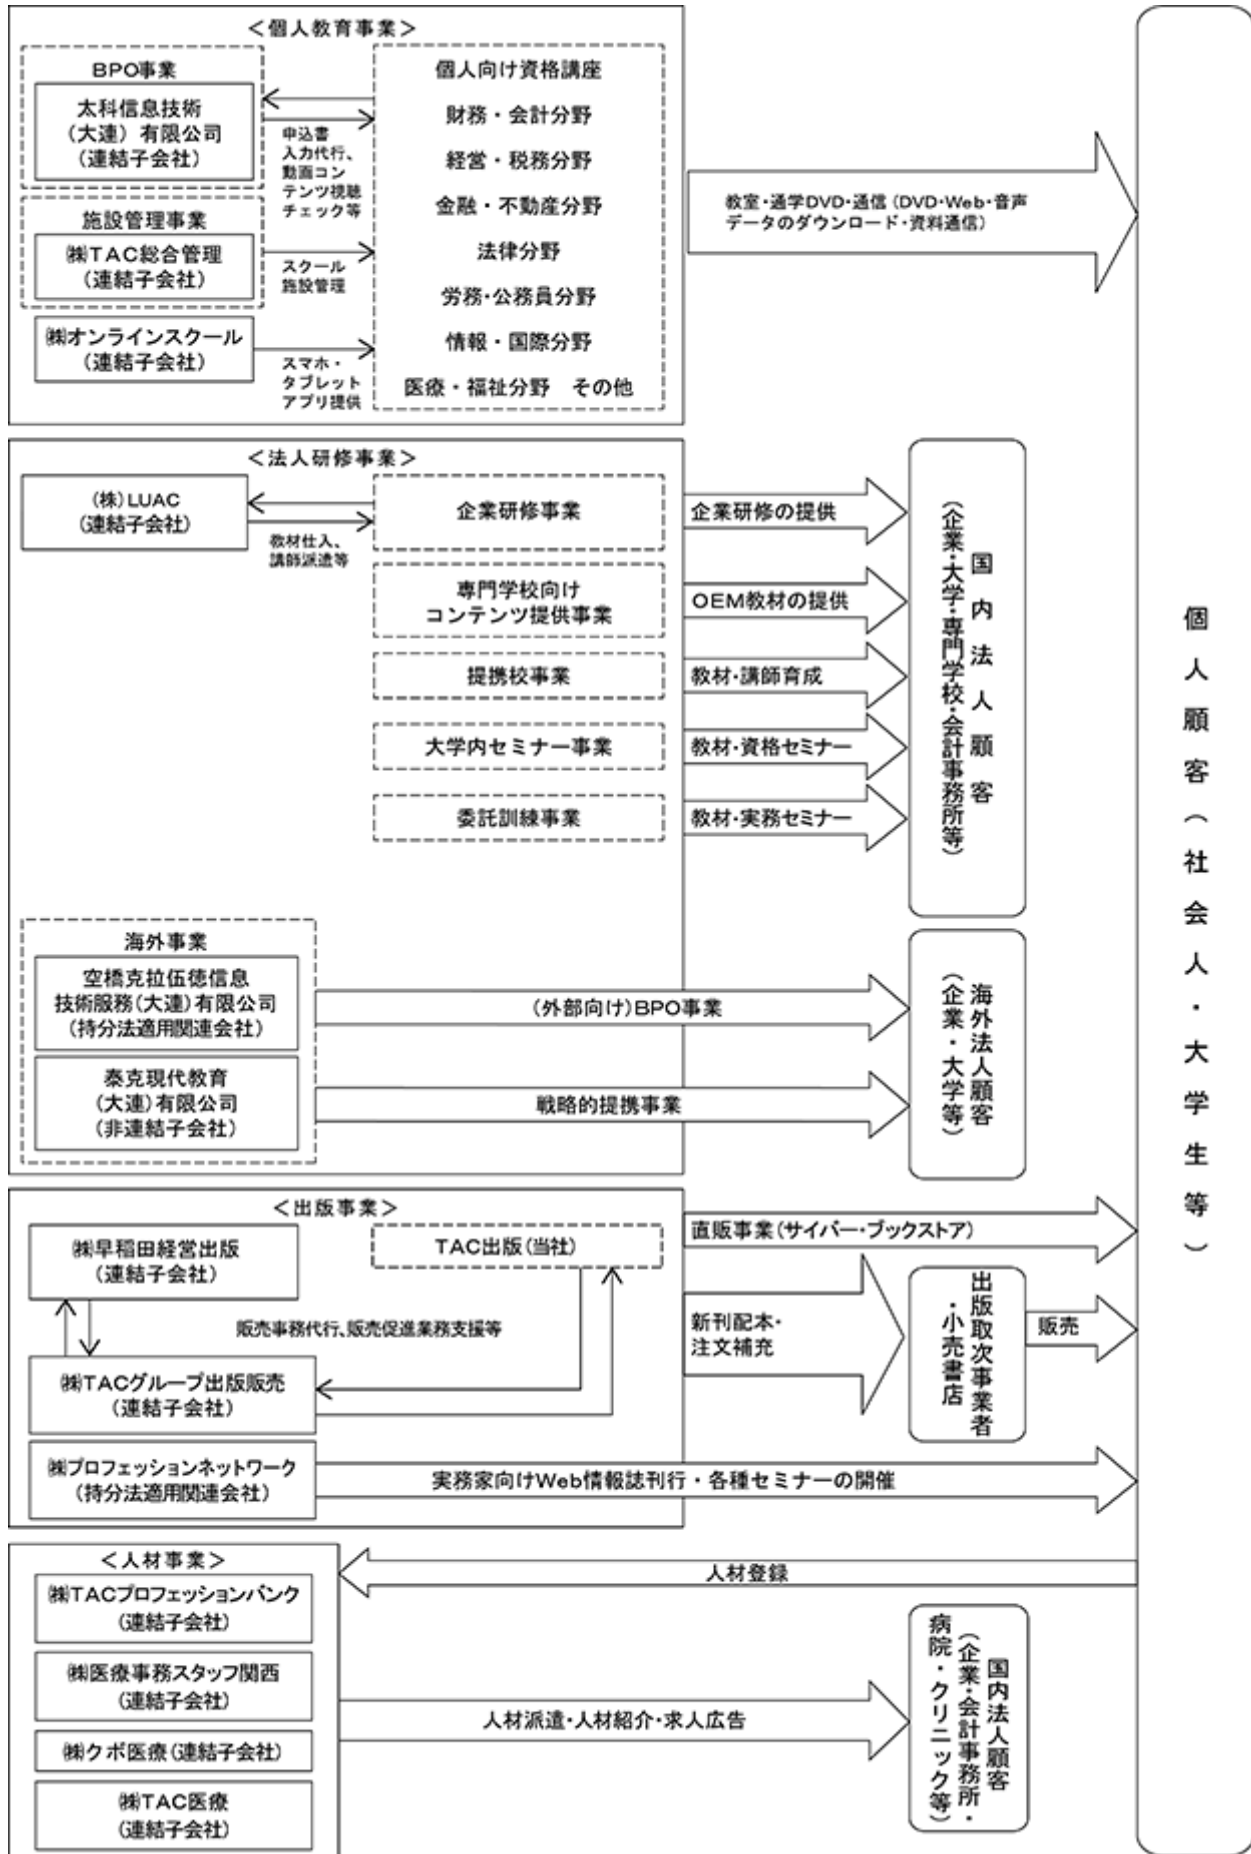 ＜個人教育事業＞
BPO事業
太科信息技術
（大連）有限公司
（連結子会社）
申込書
入力代行、
動画コン
テンツ視聴
チェック等
施設管理事業
㈱TAC総合管理
（連結子会社）
スクール
施設管理
㈱オンラインスクール
（連結子会社）
スマホ・
タブレット
アプリ提供
個人向け資格講座
財務・会計分野
経営・税務分野
金融・不動産分野
法律分野
労務・公務員分野
情報・国際分野
医療・福祉分野　その他
教室・通学DVD・通信（DVD・Web・音声
データのダウンロード・資料通信）
＜法人研修事業＞
（株）LUAC
（連結子会社）
教材仕入、
講師派遣等
企業研修事業
企業研修の提供
専門学校向け
コンテンツ提供事業
OEM教材の提供
提携校事業
教材・講師育成
大学内セミナー事業
教材・資格セミナー
委託訓練事業
教材・実務セミナー
国内法人顧客
（企業・大学・専門学校・会計事務所等）
海外事業
空橋克拉伍徳信息
技術服務（大連）有限公司
（持分法適用関連会社）
（外部向け）BPO事業
泰克現代教育
（大連）有限公司
（非連結子会社）
戦略的提携事業
海外法人顧客
（企業・大学等）
＜出版事業＞
㈱早稲田経営出版
（連結子会社）
TAC出版（当社）
販売事務代行、販売促進業務支援等
㈱TACグループ出版販売
（連結子会社）
直販事業（サイバー・ブックストア）
新刊配本・
注文補充
出版取次事業者
・小売書店
販売
㈱プロフェッションネットワーク
（持分法適用関連会社）
実務家向けWeb情報誌刊行・各種セミナーの開催
＜人材事業＞
㈱TACプロフェッションバンク
（連結子会社）
㈱医療事務スタッフ関西
（連結子会社）
㈱クボ医療（連結子会社）
㈱TAC医療
（連結子会社）
人材登録
人材派遣・人材紹介・求人広告
国内法人顧客
（企業・会計事務所・
病院・クリニック等）
個人顧客（社会人・大学生等）